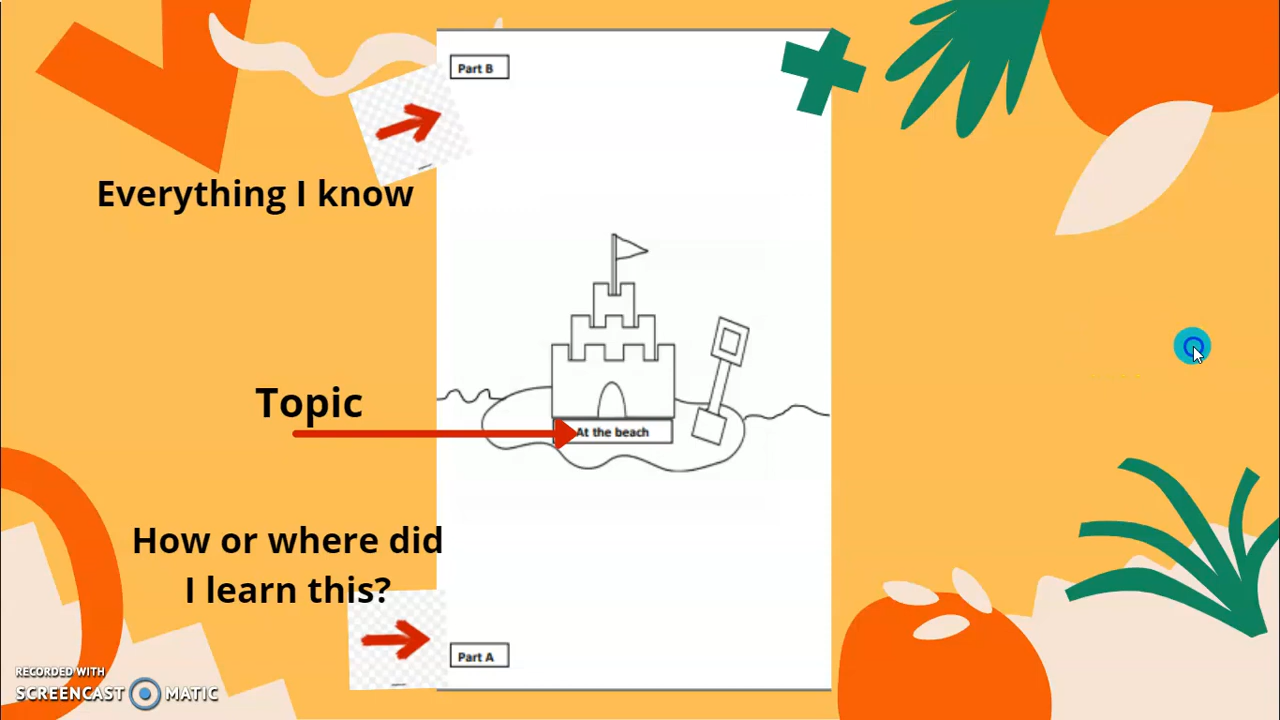 Part B
Everything I know
Topic
At the beach
How or where did
I learn this?
Part A
RECORDED WITH
SCREENCAST MATIC